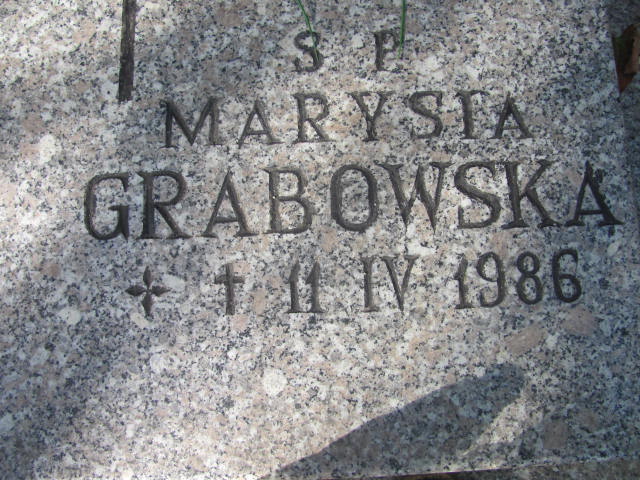 S P
MARYSIA
GRABOWSKA
† 11 IV 1986